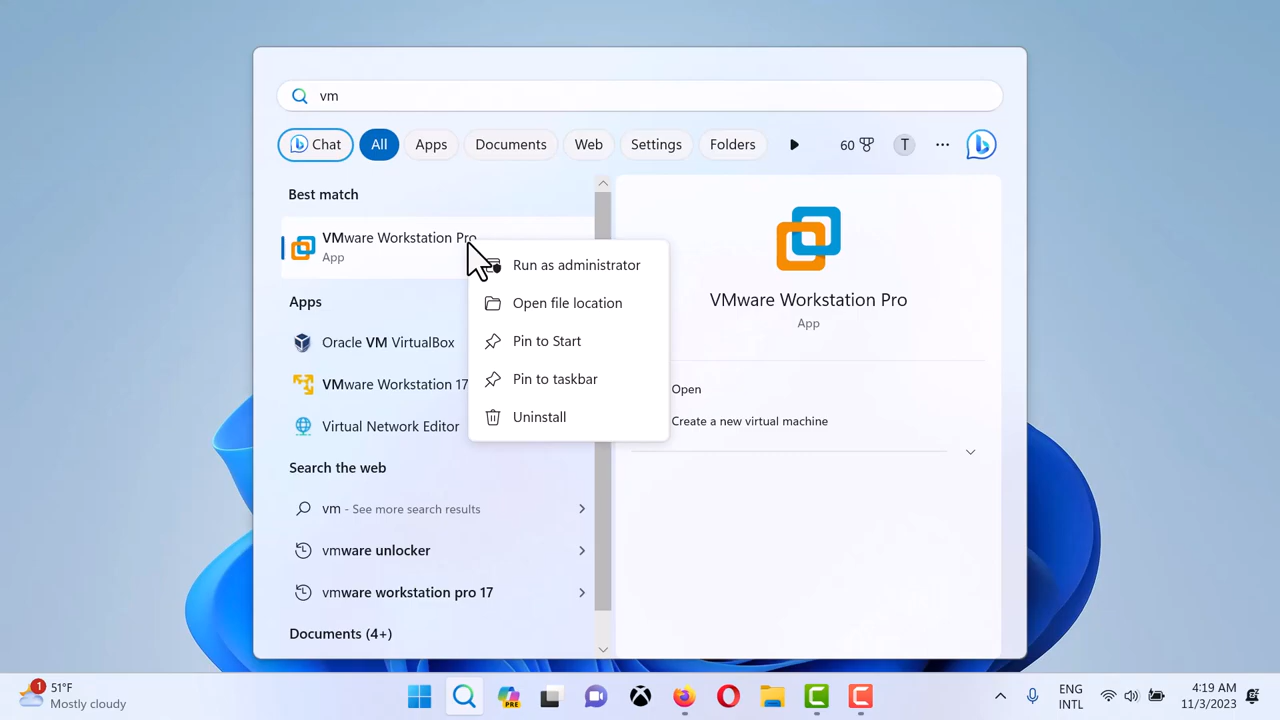 vm
Chat
All
Apps
Documents
Web
Settings
Folders
60
T
Best match
VMware Workstation Pro
App
Apps
Oracle VM VirtualBox
VMware Workstation 17
Virtual Network Editor
Search the web
vm - See more search results
vmware unlocker
vmware workstation pro 17
Documents (4+)
Run as administrator
Open file location
Pin to Start
Pin to taskbar
Uninstall
VMware Workstation Pro
App
Open
Create a new virtual machine
1
51°F
Mostly cloudy
PRE
ENG
INTL
4:19 AM
11/3/2023